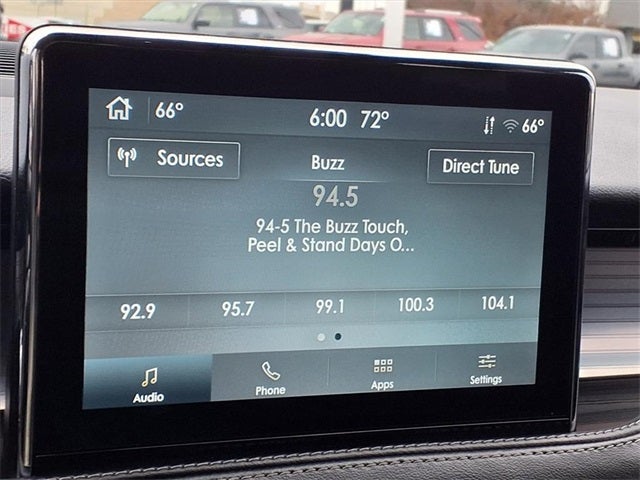 66° 6:00 72° 66°
Sources Buzz Direct Tune
94.5
94-5 The Buzz Touch,
Peel & Stand Days O...
92.9 95.7 99.1 100.3 104.1
Audio Phone Apps Settings